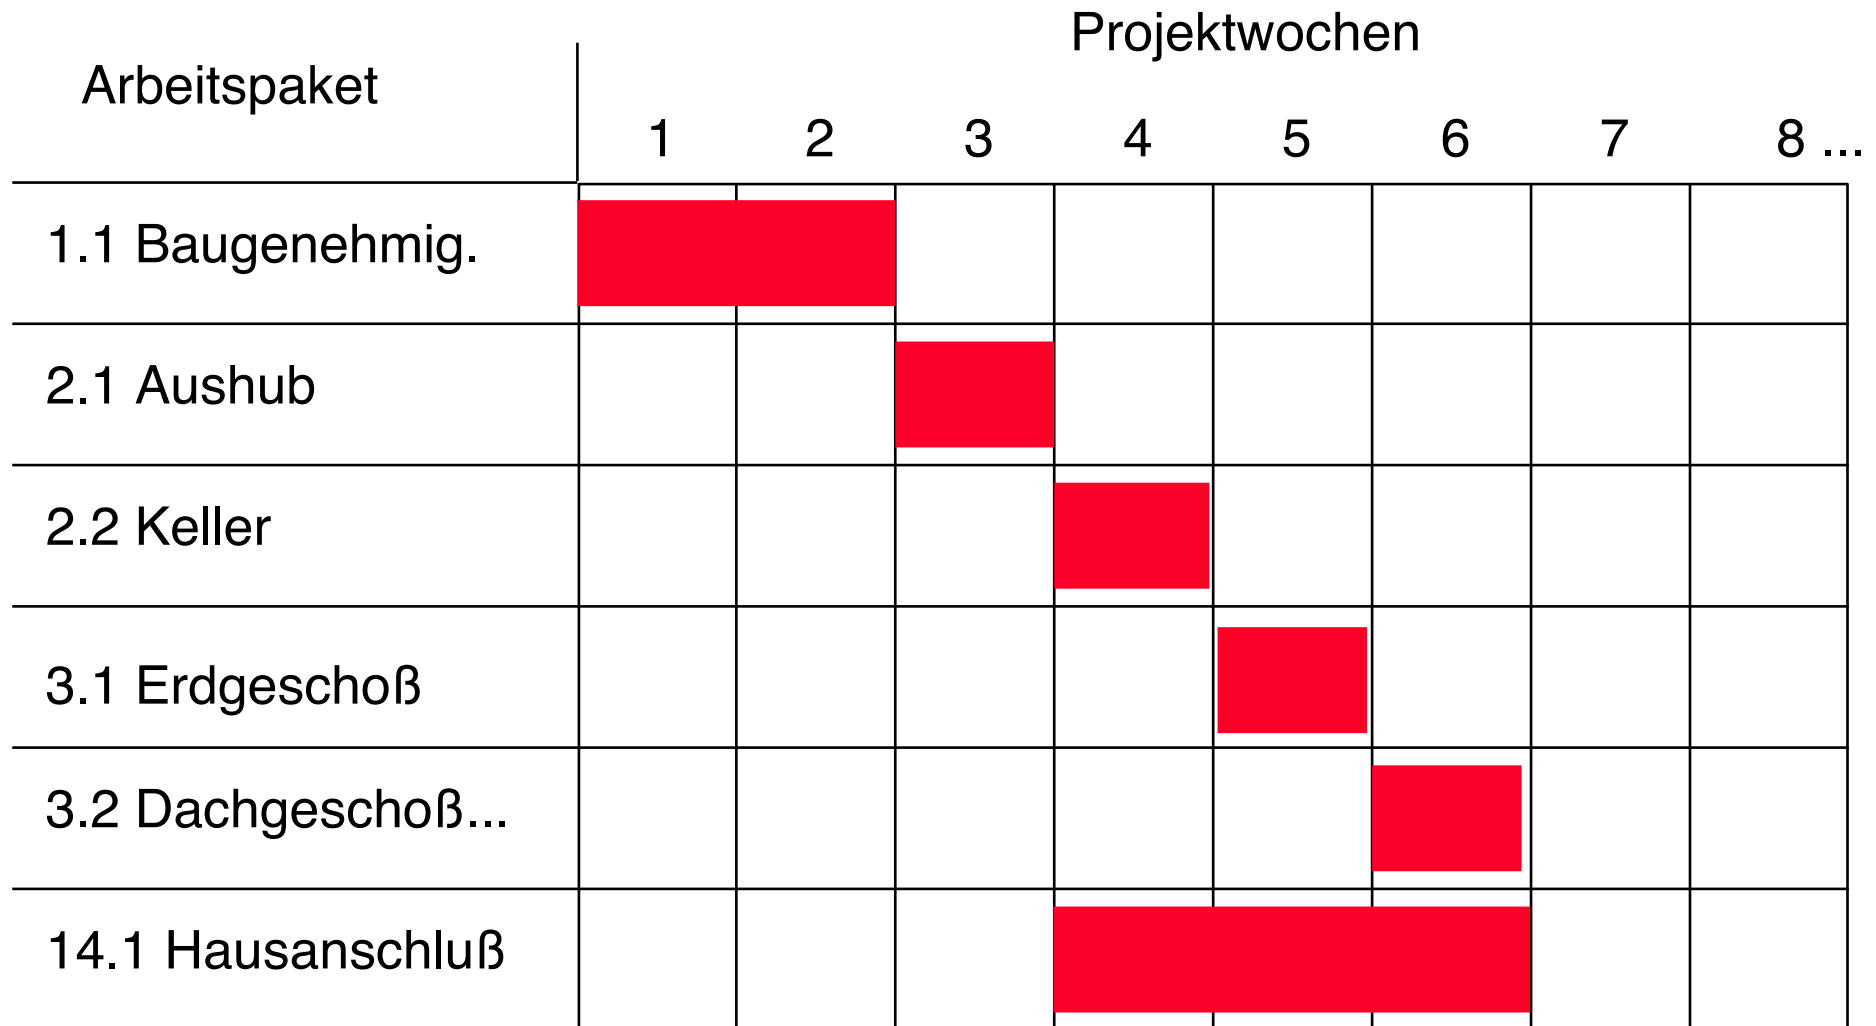 Projektwochen
Arbeitspaket
1 2 3 4 5 6 7 8 ...
1.1 Baugenehmig.
2.1 Aushub
2.2 Keller
3.1 Erdgeschoß
3.2 Dachgeschoß...
14.1 Hausanschluß